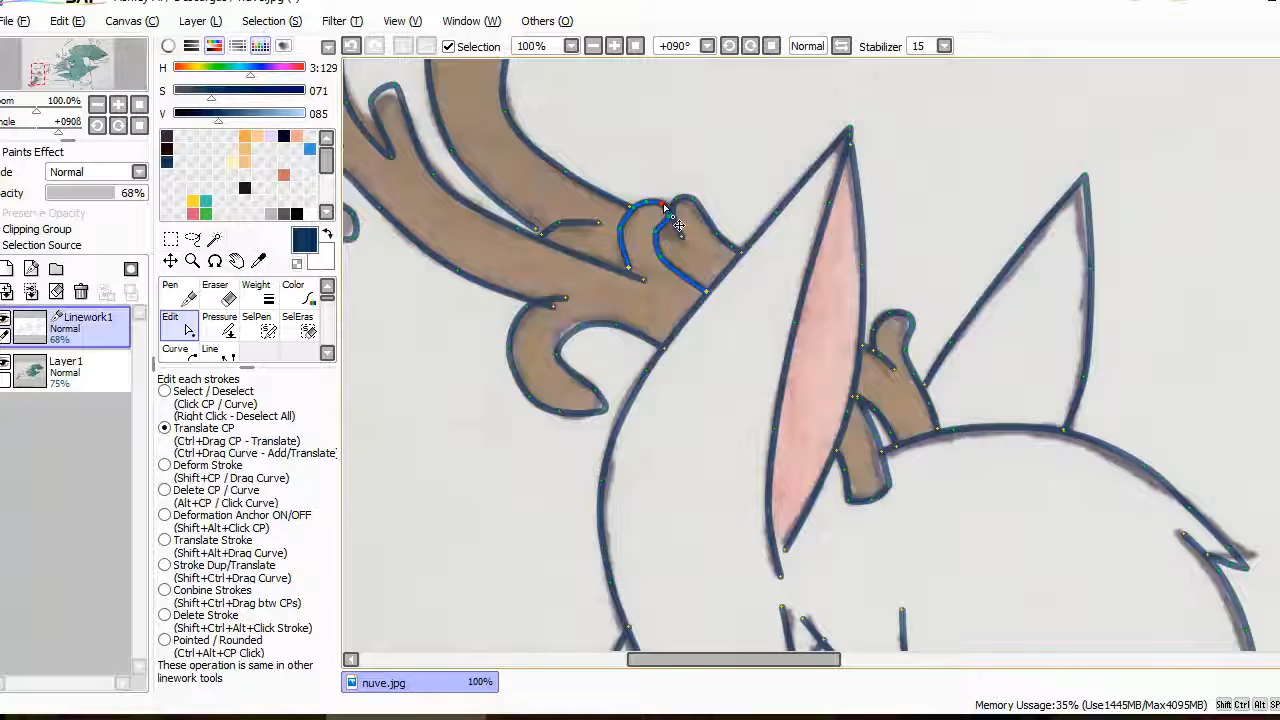 File (F) Edit (E) Canvas (C) Layer (L) Selection (S) Filter (T) View (V) Window (W) Others (O)
Selection 100% +090° Normal Stabilizer 15
H 3:129
S 071
V 085
oom 100.0%
ngle +090ß
Paints Effect
de Normal
pacity 68%
Preserve Opacity
Clipping Group
Selection Source
Linework1
Normal
68%
Layer1
Normal
75%
Pen Eraser Weight Color
Edit Pressure SelPen SelEras
Curve Line
Edit each strokes
Select / Deselect
(Click CP / Curve)
(Right Click - Deselect All)
Translate CP
(Ctrl+Drag CP - Translate)
(Ctrl+Drag Curve - Add/Translate
Deform Stroke
(Shift+CP / Drag Curve)
Delete CP / Curve
(Alt+CP / Click Curve)
Deformation Anchor ON/OFF
(Shift+Alt+Click CP)
Translate Stroke
(Shift+Alt+Drag Curve)
Stroke Dup/Translate
(Shift+Ctrl+Drag Curve)
Conbine Strokes
(Shift+Ctrl+Drag btw CPs)
Delete Stroke
(Shift+Ctrl+Alt+Click Stroke)
Pointed / Rounded
(Ctrl+Alt+CP Click)
These operation is same in other
linework tools
nuve.jpg 100%
Memory Usage:35% (Use1445MB/Max4095MB) Shift Ctrl Alt